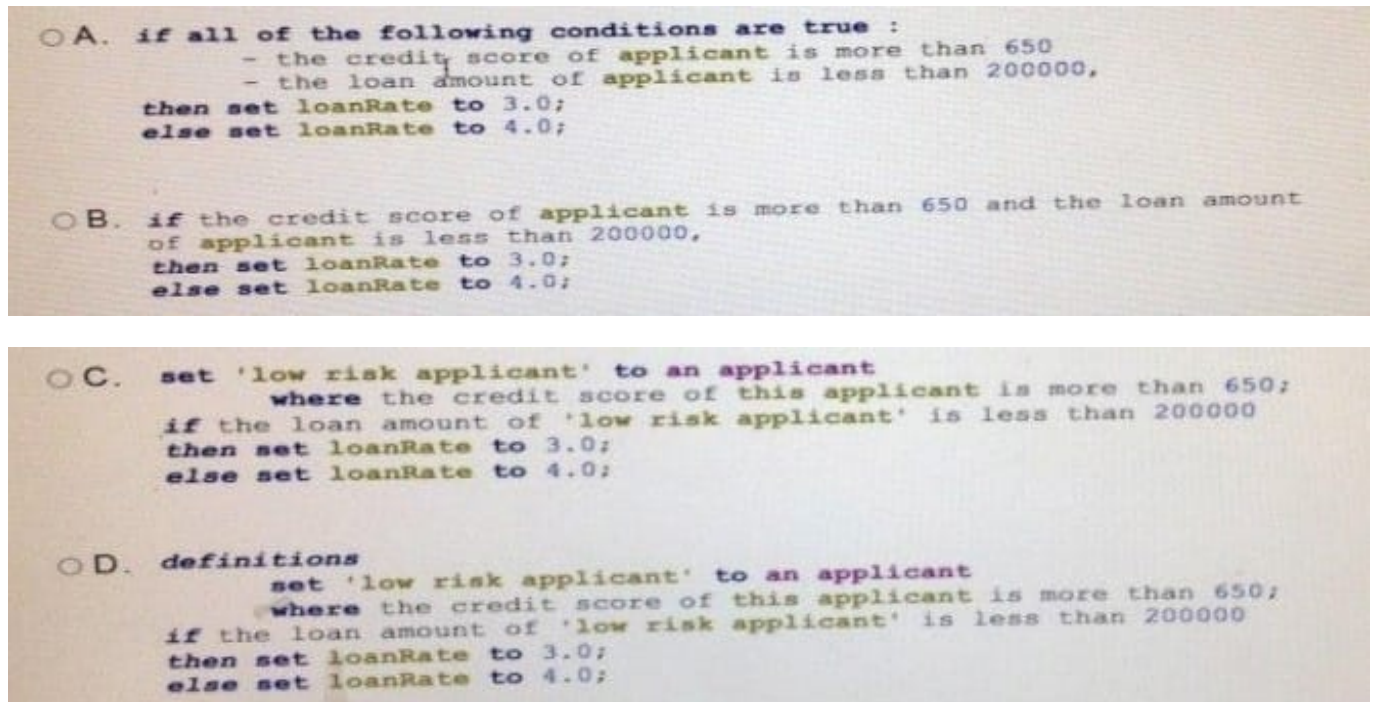 A. if all of the following conditions are true :
- the credit score of applicant is more than 650
- the loan amount of applicant is less than 200000,
then set loanRate to 3.0;
else set loanRate to 4.0;
B. if the credit score of applicant is more than 650 and the loan amount
of applicant is less than 200000,
then set loanRate to 3.0;
else set loanRate to 4.0;
C. set 'low risk applicant' to an applicant
where the credit score of this applicant is more than 650;
if the loan amount of 'low risk applicant' is less than 200000
then set loanRate to 3.0;
else set loanRate to 4.0;
D. definitions
set 'low risk applicant' to an applicant
where the credit score of this applicant is more than 650;
if the loan amount of 'low risk applicant' is less than 200000
then set loanRate to 3.0;
else set loanRate to 4.0;